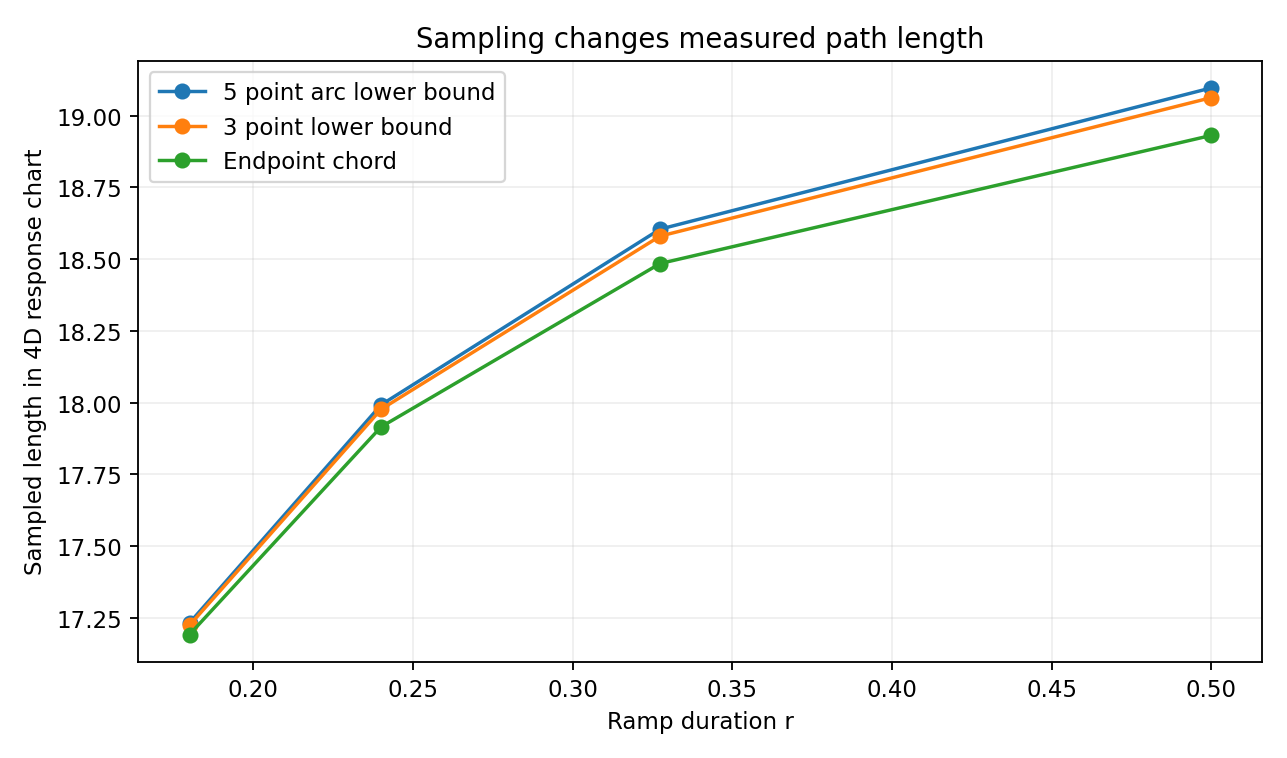 Sampling changes measured path length
5 point arc lower bound
3 point lower bound
Endpoint chord
Sampled length in 4D response chart
19.00
18.75
18.50
18.25
18.00
17.75
17.50
17.25
0.20 0.25 0.30 0.35 0.40 0.45 0.50
Ramp duration r